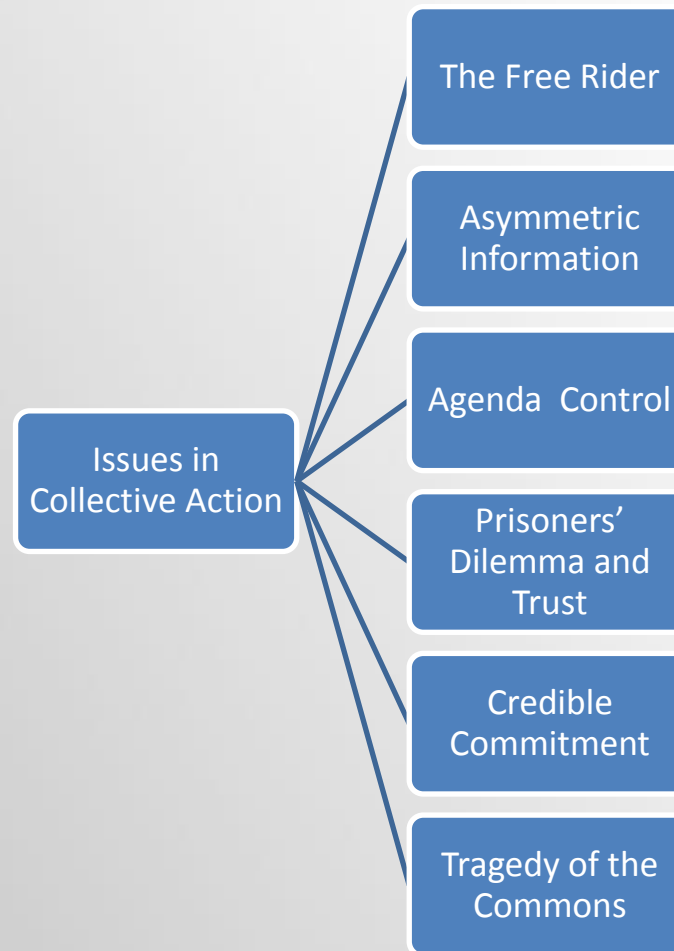 The Free Rider
Asymmetric
Information
Agenda  Control
Issues in
Collective Action
Prisoners’
Dilemma and
Trust
Credible
Commitment
Tragedy of the
Commons